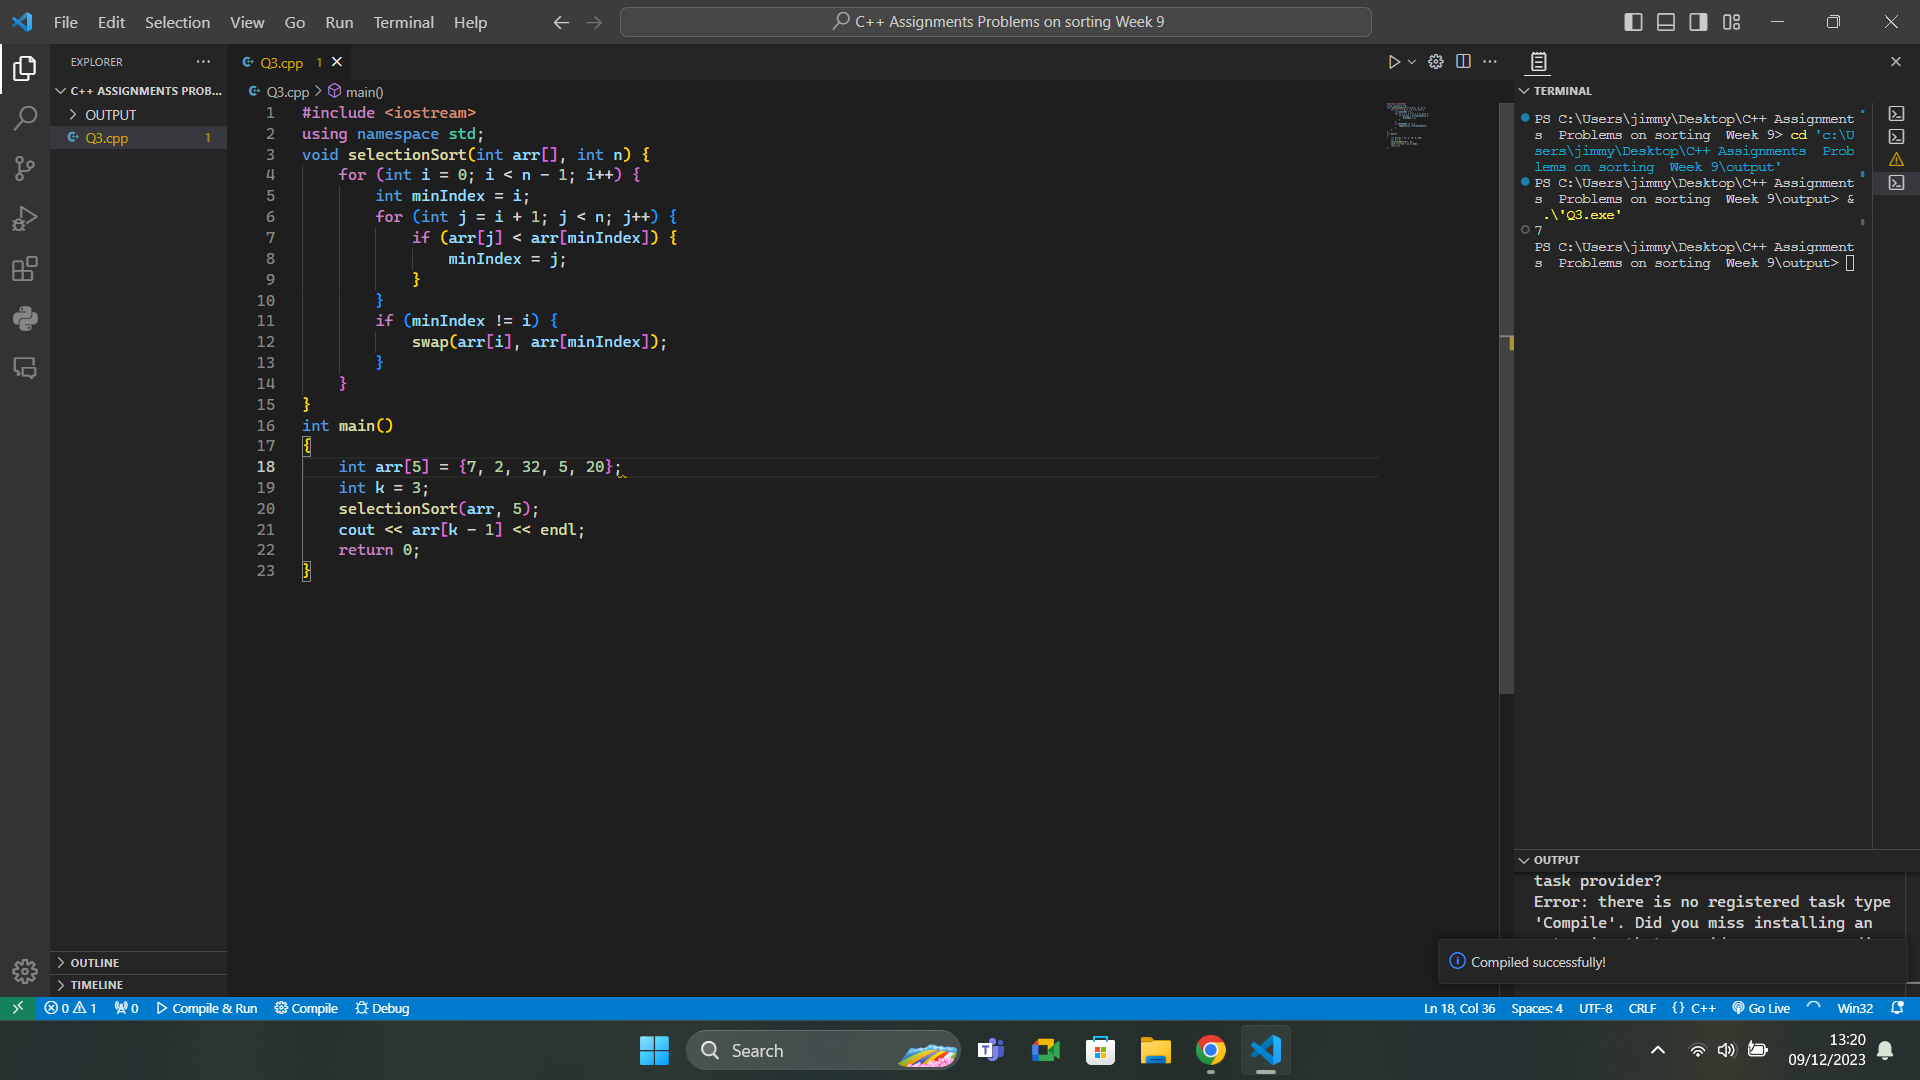 File Edit Selection View Go Run Terminal Help
C++ Assignments Problems on sorting Week 9
EXPLORER
C++ ASSIGNMENTS PROB...
OUTPUT
Q3.cpp 1
OUTLINE
TIMELINE
Q3.cpp 1
Q3.cpp > main()
1 #include <iostream>
2 using namespace std;
3 void selectionSort(int arr[], int n) {
4 for (int i = 0; i < n - 1; i++) {
5 int minIndex = i;
6 for (int j = i + 1; j < n; j++) {
7 if (arr[j] < arr[minIndex]) {
8 minIndex = j;
9 }
10 }
11 if (minIndex != i) {
12 swap(arr[i], arr[minIndex]);
13 }
14 }
15 }
16 int main()
17 {
18 int arr[5] = {7, 2, 32, 5, 20};
19 int k = 3;
20 selectionSort(arr, 5);
21 cout << arr[k - 1] << endl;
22 return 0;
23 }
TERMINAL
PS C:\Users\jimmy\Desktop\C++ Assignment
s  Problems on sorting  Week 9> cd 'c:\U
sers\jimmy\Desktop\C++ Assignments  Prob
lems on sorting  Week 9\output'
PS C:\Users\jimmy\Desktop\C++ Assignment
s  Problems on sorting  Week 9\output> &
.\'Q3.exe'
7
PS C:\Users\jimmy\Desktop\C++ Assignment
s  Problems on sorting  Week 9\output>
OUTPUT
task provider?
Error: there is no registered task type
'Compile'. Did you miss installing an
Compiled successfully!
0 1 0 Compile & Run Compile Debug
Ln 18, Col 36 Spaces: 4 UTF-8 CRLF {} C++ Go Live Win32
Search
13:20
09/12/2023